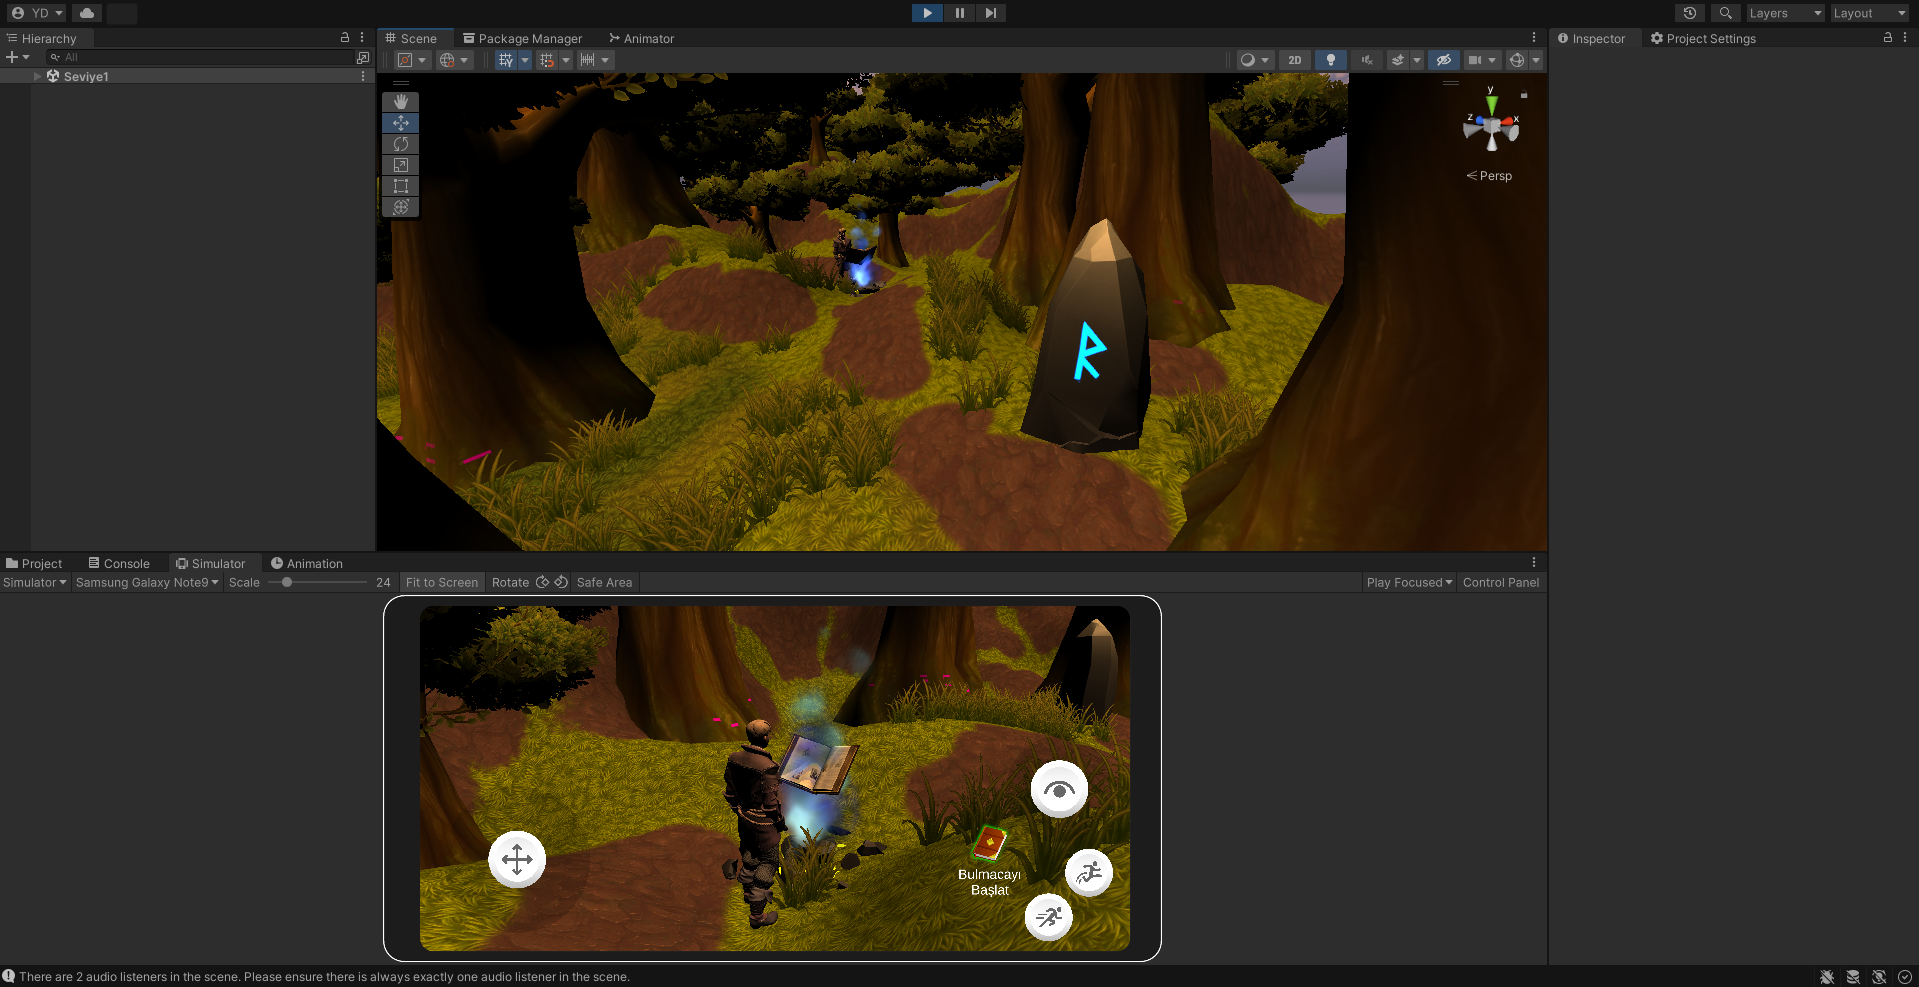 YD
Layers
Layout
Hierarchy
Scene
Package Manager
Animator
Inspector
Project Settings
All
2D
Seviye1
y
z
x
Persp
ᚱ
Project
Console
Simulator
Animation
Simulator
Samsung Galaxy Note9
Scale
24
Fit to Screen
Rotate
Safe Area
Play Focused
Control Panel
Bulmacayı
Başlat
There are 2 audio listeners in the scene. Please ensure there is always exactly one audio listener in the scene.